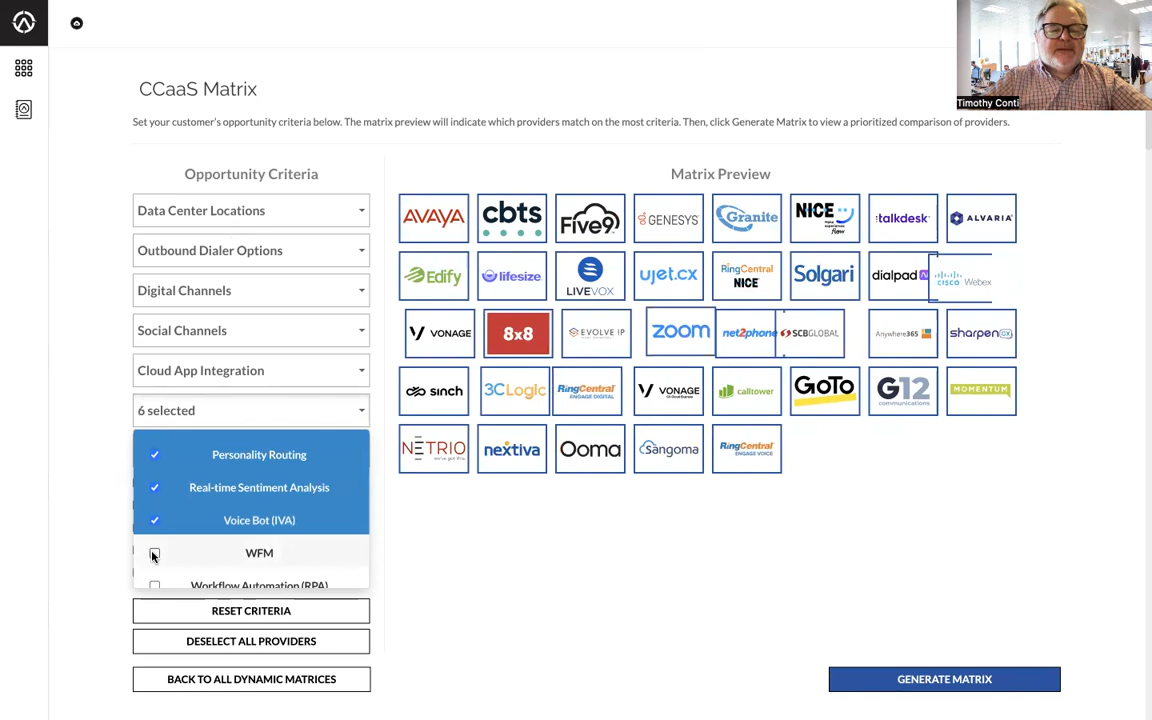 Timothy Conti
CCaaS Matrix
Set your customer's opportunity criteria below. The matrix preview will indicate which providers match on the most criteria. Then, click Generate Matrix to view a prioritized comparison of providers.
Opportunity Criteria
Matrix Preview
Data Center Locations
Outbound Dialer Options
Digital Channels
Social Channels
Cloud App Integration
6 selected
Personality Routing
Real-time Sentiment Analysis
Voice Bot (IVA)
WFM
Workflow Automation (RPA)
RESET CRITERIA
DESELECT ALL PROVIDERS
BACK TO ALL DYNAMIC MATRICES
AVAYA
cbts
Five9
GENESYS
Granite
NICE
talkdesk
ALVARIA
Edify
lifesize
LIVEVOX
ujet.cx
RingCentral
NICE
Solgari
dialpad
CISCO Webex
VONAGE
8x8
EVOLVE IP
zoom
net2phone
SCBGLOBAL
Anywhere365
sharpen CX
sinch
3CLogic
RingCentral
ENGAGE DIGITAL
VONAGE
calltower
GoTo
G12
communications
MOMENTUM
NETRIO
nextiva
Ooma
Sangoma
RingCentral
ENGAGE VOICE
GENERATE MATRIX